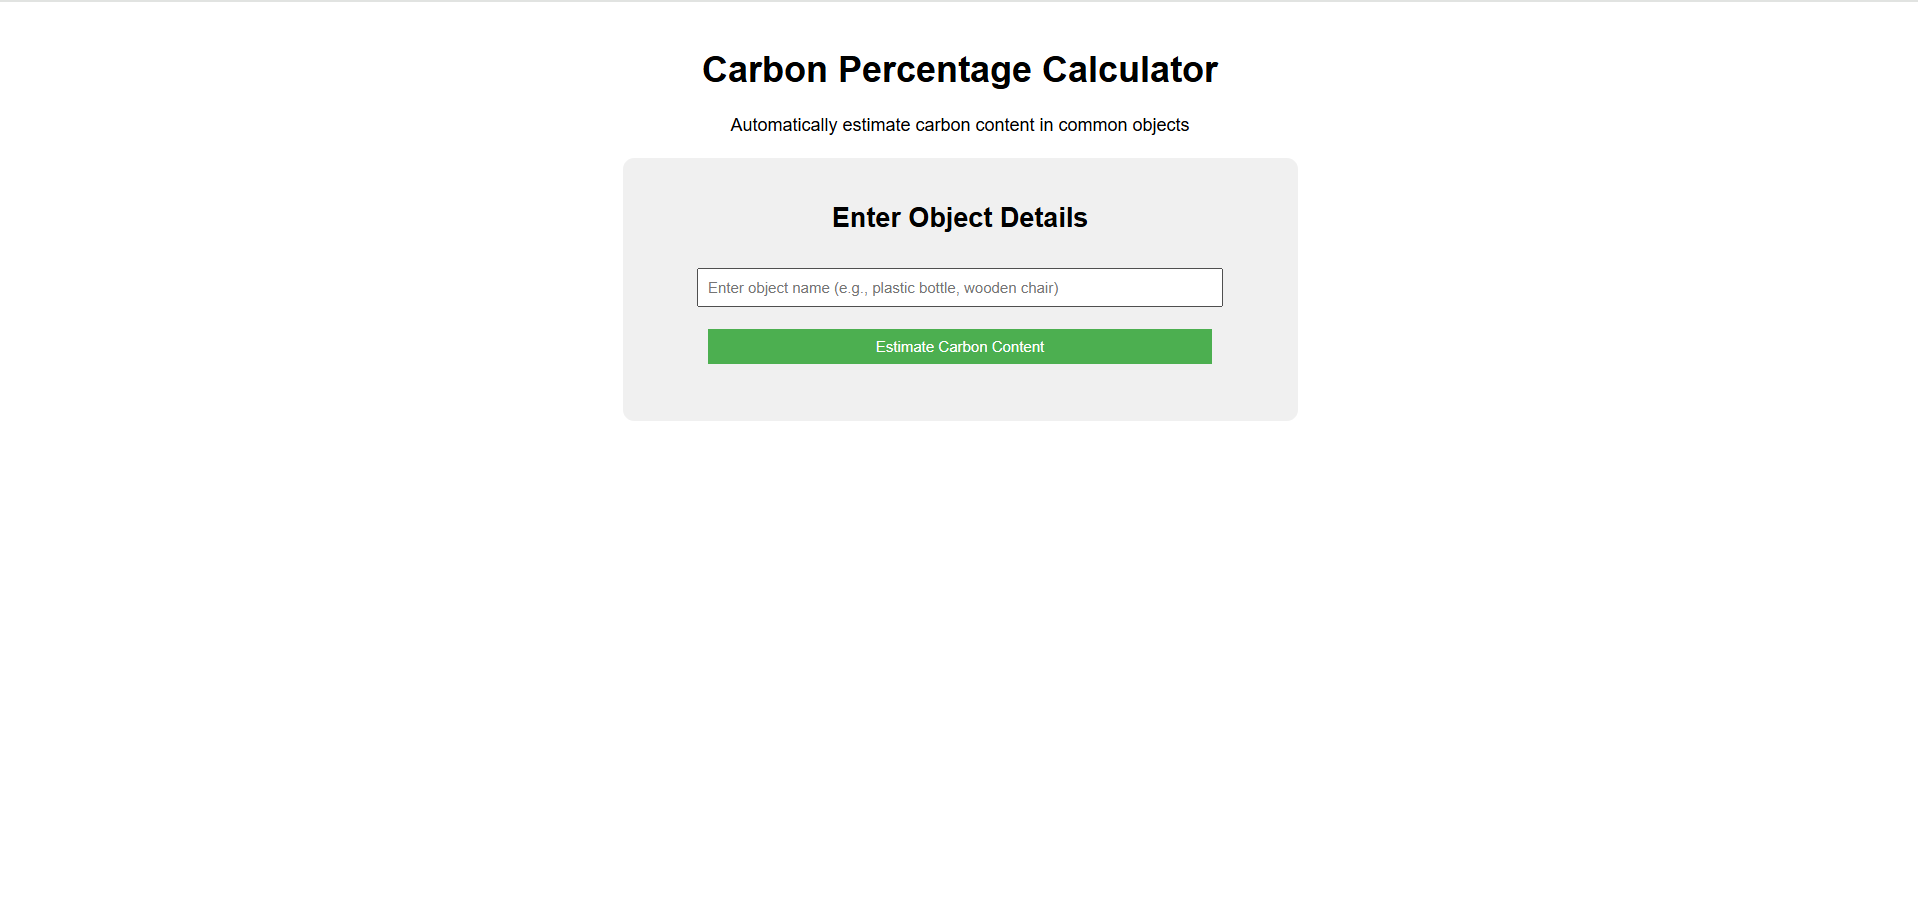 Carbon Percentage Calculator
Automatically estimate carbon content in common objects
Enter Object Details
Enter object name (e.g., plastic bottle, wooden chair)
Estimate Carbon Content